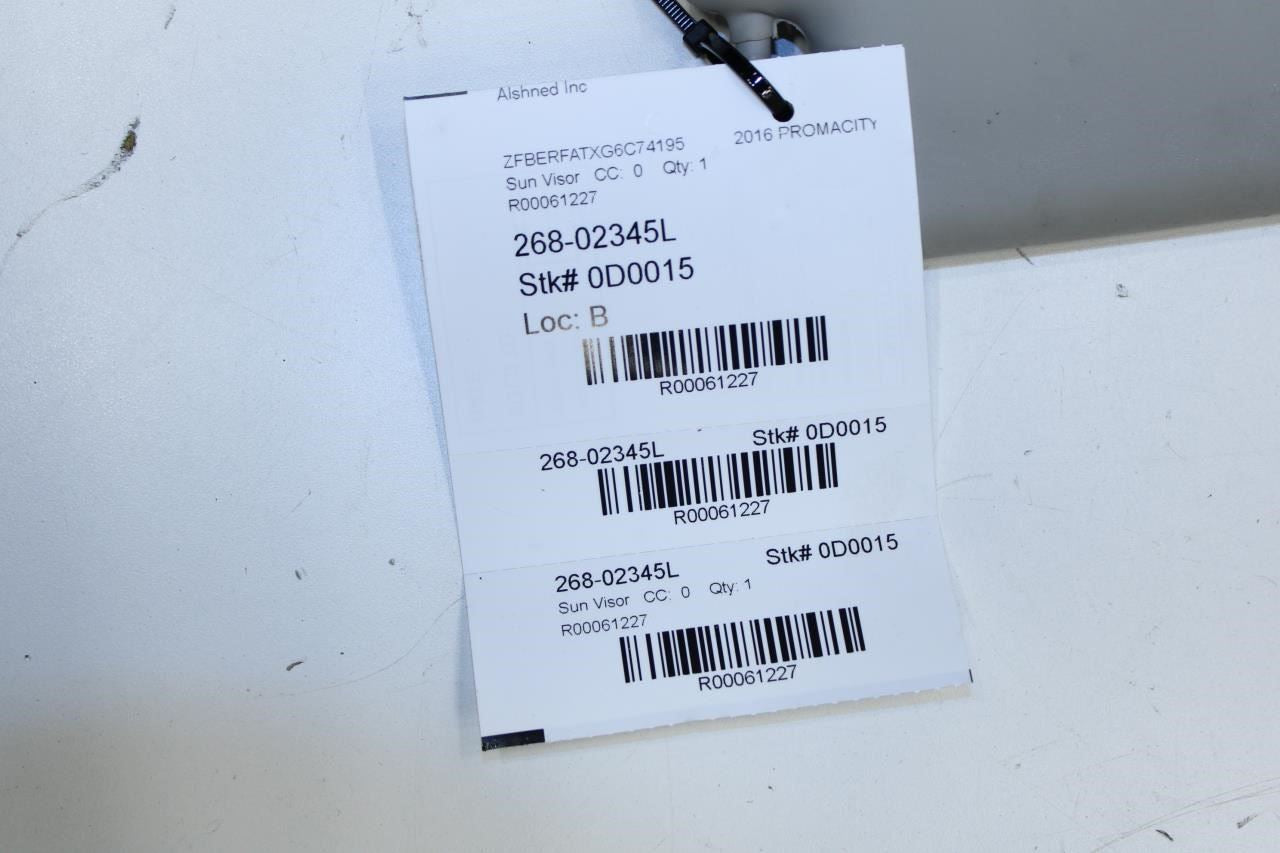 Alshned Inc
ZFBERFATXG6C74195 2016 PROMACITY
Sun Visor CC: 0 Qty: 1
R00061227
268-02345L
Stk# 0D0015
Loc: B
R00061227
268-02345L Stk# 0D0015
R00061227
268-02345L Stk# 0D0015
Sun Visor CC: 0 Qty: 1
R00061227
R00061227